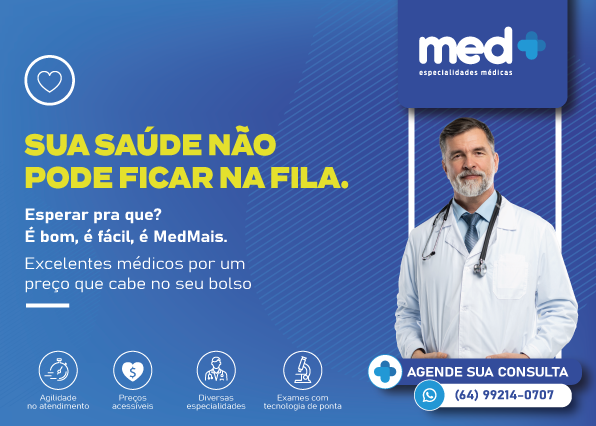 med
especialidades médicas
SUA SAÚDE NÃO
PODE FICAR NA FILA.
Esperar pra que?
É bom, é fácil, é MedMais.
Excelentes médicos por um
preço que cabe no seu bolso
Agilidade
no atendimento
Preços
acessíveis
Diversas
especialidades
Exames com
tecnologia de ponta
AGENDE SUA CONSULTA
(64) 99214-0707